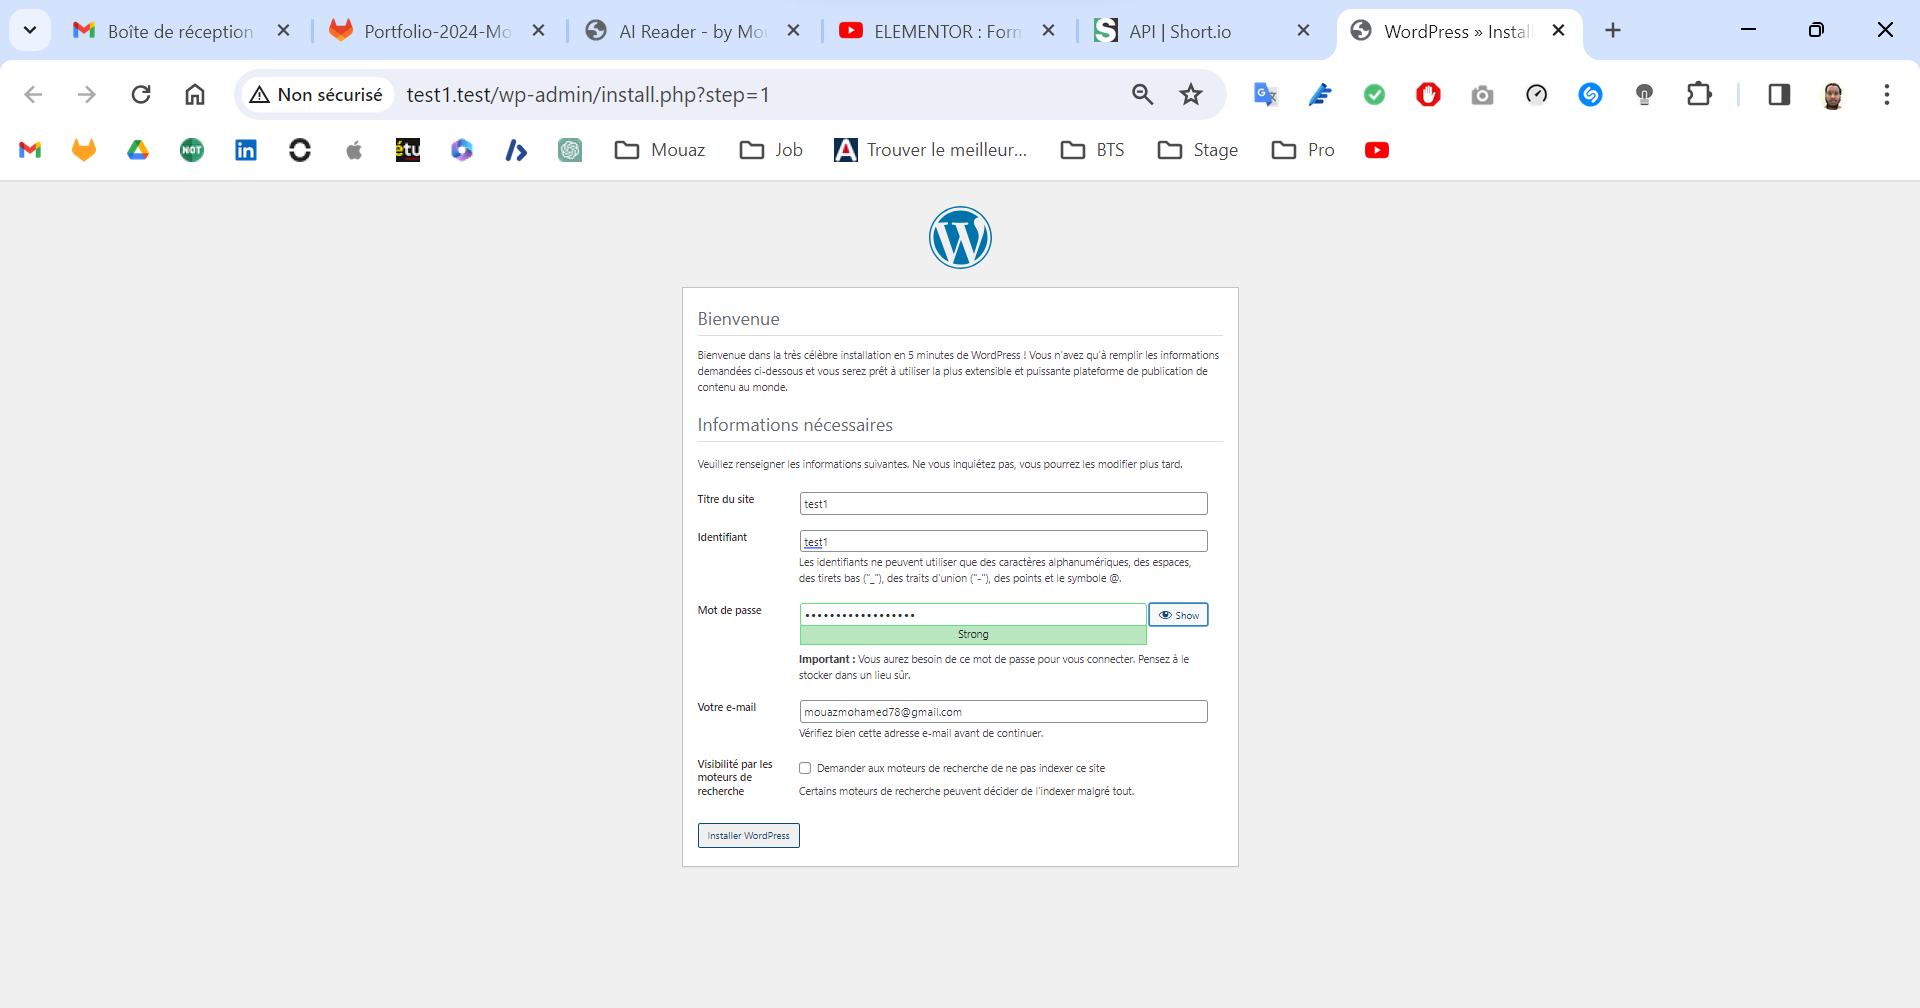 Boîte de réception
Portfolio-2024-Mo
AI Reader - by Mou
ELEMENTOR : Form
API | Short.io
WordPress » Install
Non sécurisé
test1.test/wp-admin/install.php?step=1
NOT
étu
Mouaz
Job
Trouver le meilleur...
BTS
Stage
Pro
Bienvenue
Bienvenue dans la très célèbre installation en 5 minutes de WordPress ! Vous n'avez qu'à remplir les informations
demandées ci-dessous et vous serez prêt à utiliser la plus extensible et puissante plateforme de publication de
contenu au monde.
Informations nécessaires
Veuillez renseigner les informations suivantes. Ne vous inquiétez pas, vous pourrez les modifier plus tard.
Titre du site
test1
Identifiant
test1
Les identifiants ne peuvent utiliser que des caractères alphanumériques, des espaces,
des tirets bas ("_"), des traits d'union ("-"), des points et le symbole @.
Mot de passe
••••••••••••••••••
Show
Strong
Important : Vous aurez besoin de ce mot de passe pour vous connecter. Pensez à le
stocker dans un lieu sûr.
Votre e-mail
mouazmohamed78@gmail.com
Vérifiez bien cette adresse e-mail avant de continuer.
Visibilité par les
moteurs de
recherche
Demander aux moteurs de recherche de ne pas indexer ce site
Certains moteurs de recherche peuvent décider de l'indexer malgré tout.
Installer WordPress